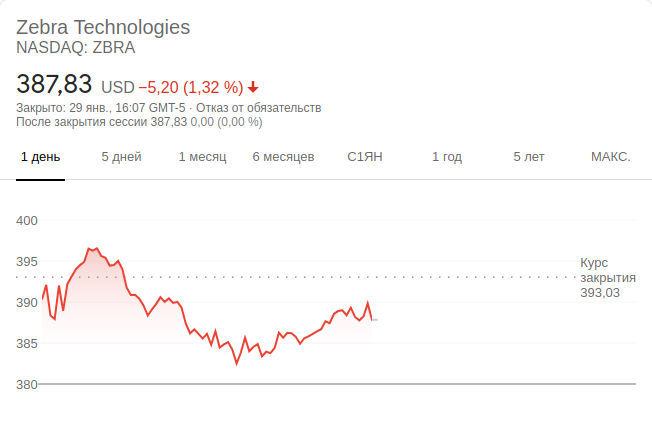 Zebra Technologies
NASDAQ: ZBRA
387,83 USD −5,20 (1,32 %)
Закрыто: 29 янв., 16:07 GMT-5 · Отказ от обязательств
После закрытия сессии 387,83 0,00 (0,00 %)
1 день 5 дней 1 месяц 6 месяцев С1ЯН 1 год 5 лет МАКС.
400
395
390
385
380
Курс
закрытия
393,03